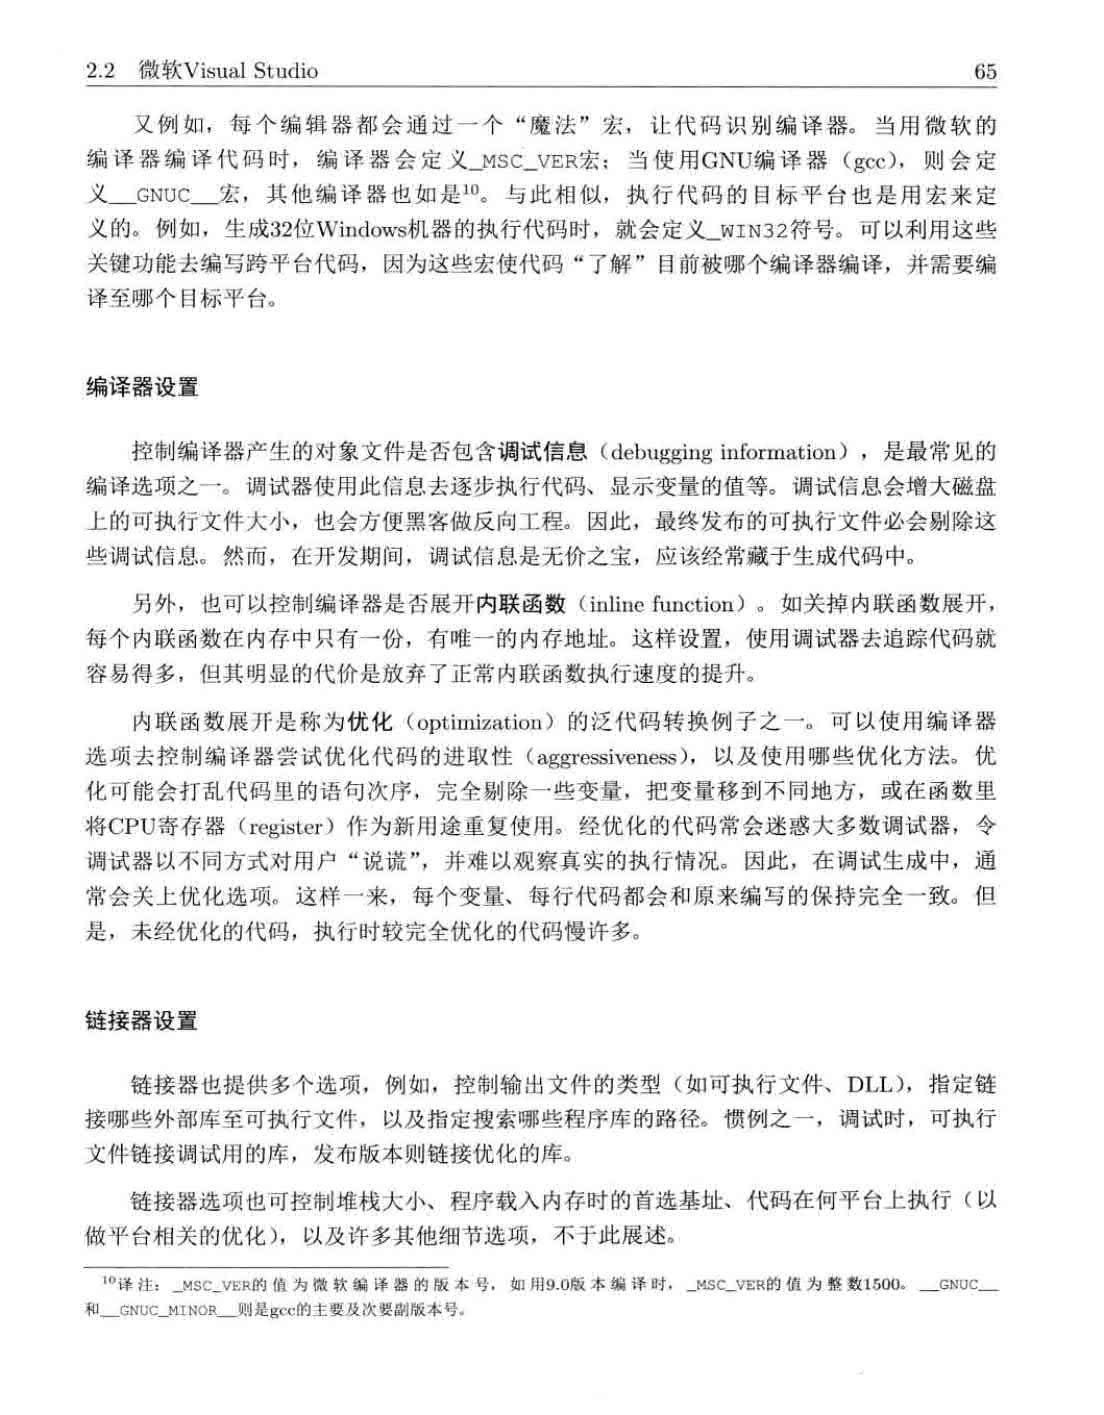 2.2 微软Visual Studio 65
又例如，每个编辑器都会通过一个“魔法”宏，让代码识别编译器。当用微软的
编译器编译代码时，编译器会定义_MSC_VER宏；当使用GNU编译器（gcc），则会定
义__GNUC__宏，其他编译器也如是¹⁰。与此相似，执行代码的目标平台也是用宏来定
义的。例如，生成32位Windows机器的执行代码时，就会定义_WIN32符号。可以利用这些
关键功能去编写跨平台代码，因为这些宏使代码“了解”目前被哪个编译器编译，并需要编
译至哪个目标平台。
编译器设置
控制编译器产生的对象文件是否包含调试信息（debugging information），是最常见的
编译选项之一。调试器使用此信息去逐步执行代码、显示变量的值等。调试信息会增大磁盘
上的可执行文件大小，也会方便黑客做反向工程。因此，最终发布的可执行文件必会剔除这
些调试信息。然而，在开发期间，调试信息是无价之宝，应该经常藏于生成代码中。
另外，也可以控制编译器是否展开内联函数（inline function）。如关掉内联函数展开，
每个内联函数在内存中只有一份，有唯一的内存地址。这样设置，使用调试器去追踪代码就
容易得多，但其明显的代价是放弃了正常内联函数执行速度的提升。
内联函数展开是称为优化（optimization）的泛代码转换例子之一。可以使用编译器
选项去控制编译器尝试优化代码的进取性（aggressiveness），以及使用哪些优化方法。优
化可能会打乱代码里的语句次序，完全剔除一些变量，把变量移到不同地方，或在函数里
将CPU寄存器（register）作为新用途重复使用。经优化的代码常会迷惑大多数调试器，令
调试器以不同方式对用户“说谎”，并难以观察真实的执行情况。因此，在调试生成中，通
常会关上优化选项。这样一来，每个变量、每行代码都会和原来编写的保持完全一致。但
是，未经优化的代码，执行时较完全优化的代码慢许多。
链接器设置
链接器也提供多个选项，例如，控制输出文件的类型（如可执行文件、DLL），指定链
接哪些外部库至可执行文件，以及指定搜索哪些程序库的路径。惯例之一，调试时，可执行
文件链接调试用的库，发布版本则链接优化的库。
链接器选项也可控制堆栈大小、程序载入内存时的首选基址、代码在何平台上执行（以
做平台相关的优化），以及许多其他细节选项，不于此展述。
¹⁰译注：_MSC_VER的值为微软编译器的版本号，如用9.0版本编译时，_MSC_VER的值为整数1500。__GNUC__
和__GNUC_MINOR__则是gcc的主要及次要副版本号。